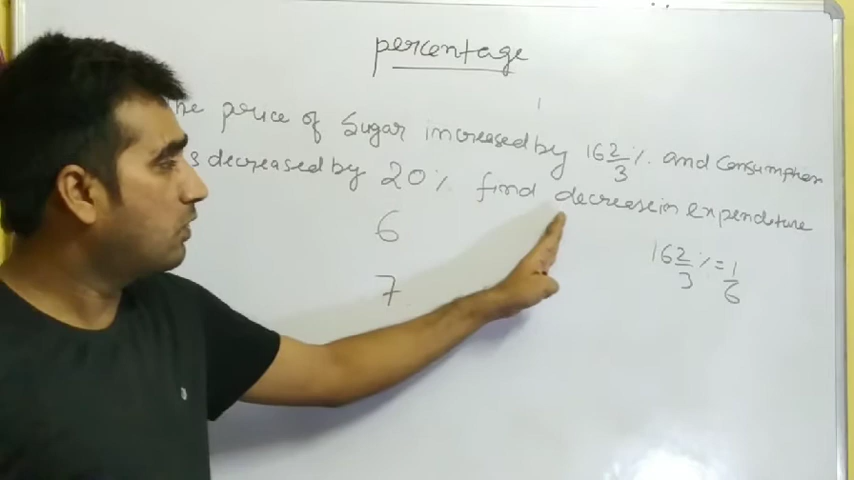 percentage
he price of Sugar increased by 16 2/3 %. and Consumption
s decreased by 20 %. find decrease in expenditure
6
7
16 2/3 %. = 1/6